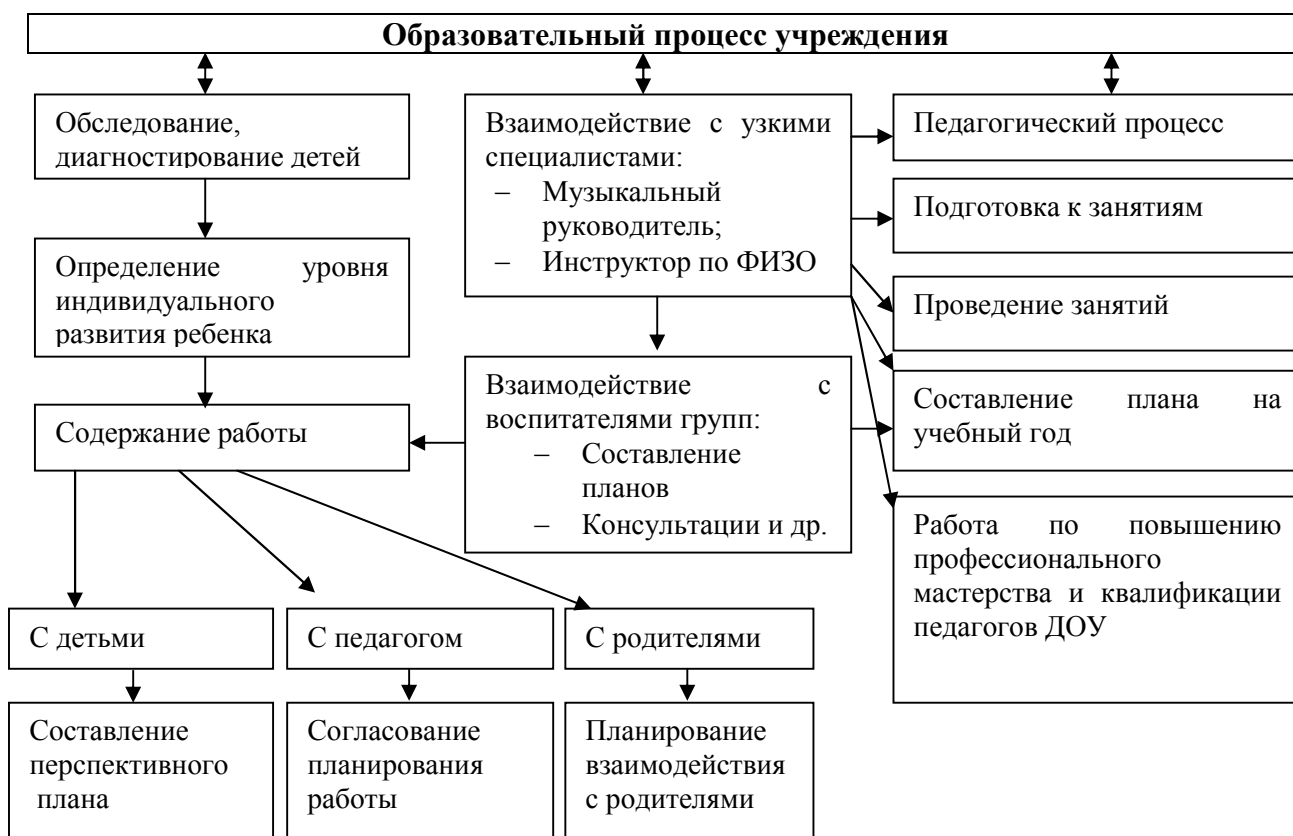 Образовательный процесс учреждения
Обследование,
диагностирование детей
Определение уровня
индивидуального
развития ребенка
Содержание работы
Взаимодействие с узкими
специалистами:
– Музыкальный
руководитель;
– Инструктор по ФИЗО
Взаимодействие с
воспитателями групп:
– Составление
планов
– Консультации и др.
Педагогический процесс
Подготовка к занятиям
Проведение занятий
Составление плана на
учебный год
Работа по повышению
профессионального
мастерства и квалификации
педагогов ДОУ
С детьми
С педагогом
С родителями
Составление
перспективного
плана
Согласование
планирования
работы
Планирование
взаимодействия
с родителями